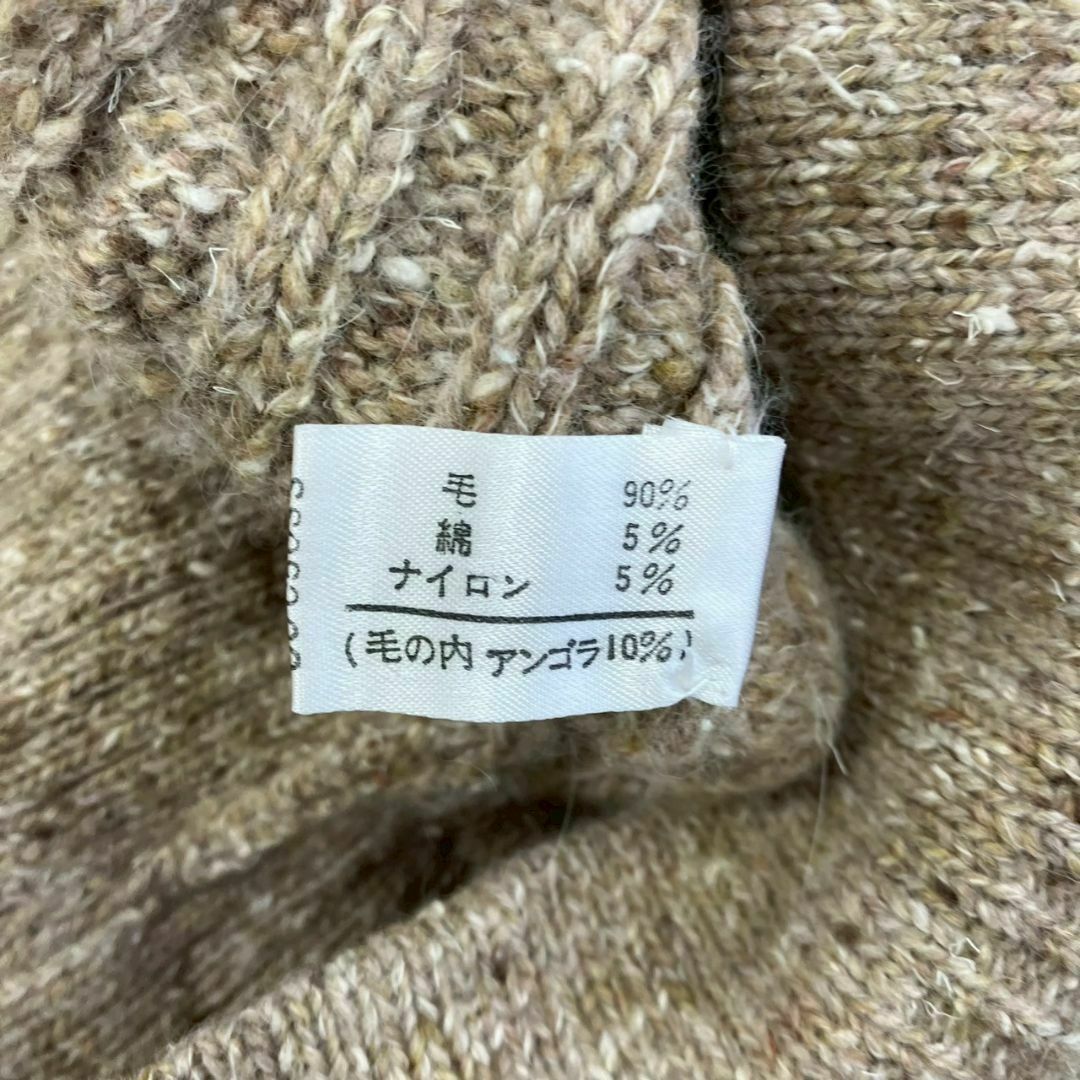 毛 90%
綿 5%
ナイロン 5%
(毛の内 アンゴラ10%)